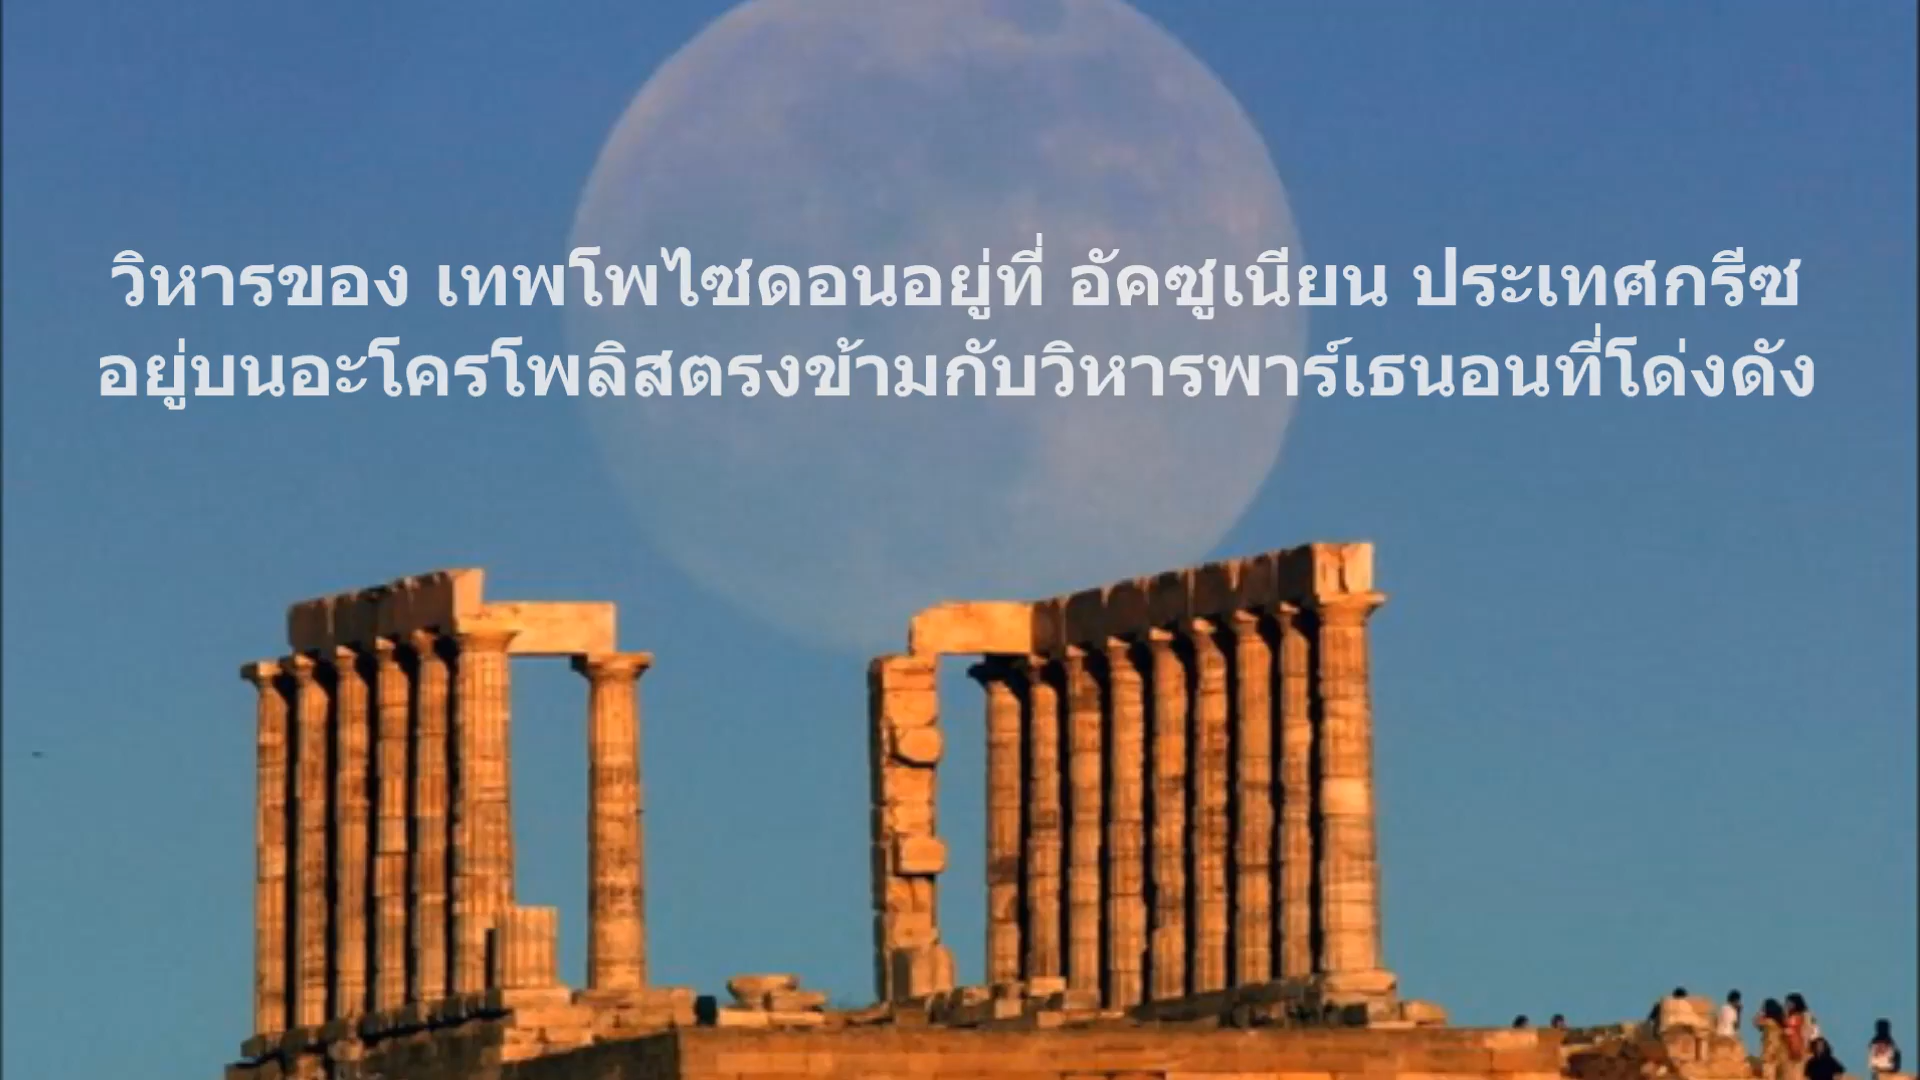 วิหารของ เทพโพไซดอนอยู่ที่ อัคซูเนียน ประเทศกรีซ
อยู่บนอะโครโพลิสตรงข้ามกับวิหารพาร์เธนอนที่โด่งดัง